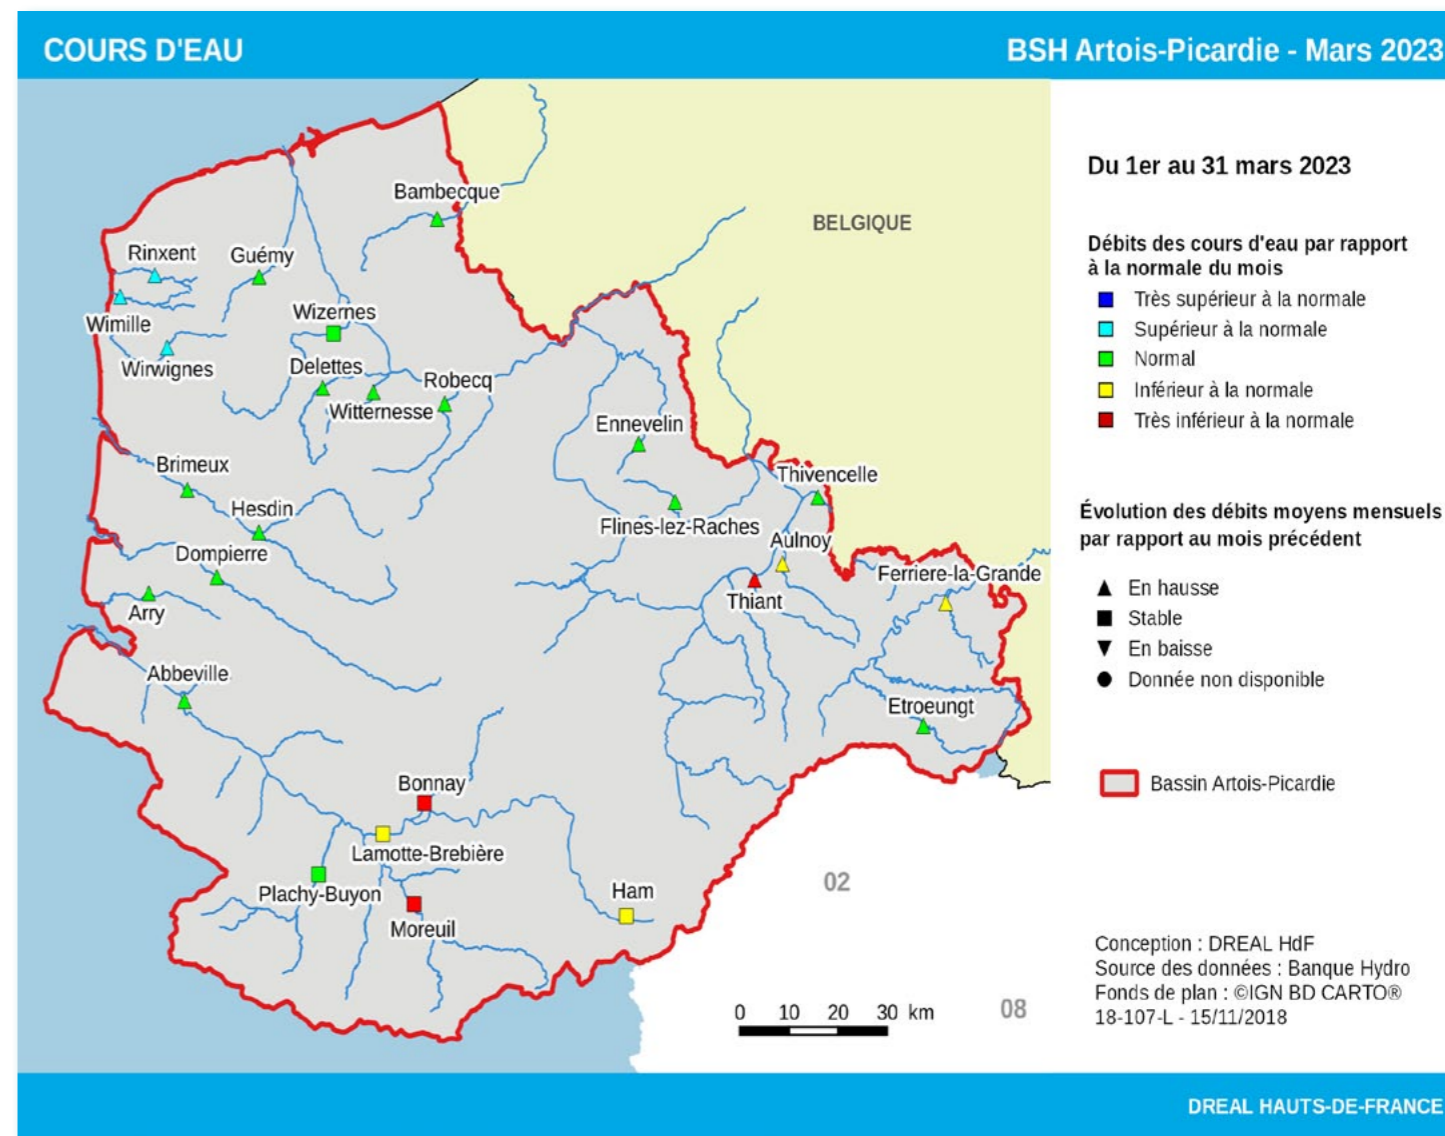 COURS D'EAU
BSH Artois-Picardie - Mars 2023
Bambecque
BELGIQUE
Rinxent
Guémy
Wimille
Wizernes
Wirwignes
Delettes
Robecq
Witternesse
Ennevelin
Brimeux
Thivencelle
Hesdin
Flines-lez-Raches
Aulnoy
Dompierre
Ferriere-la-Grande
Thiant
Arry
Abbeville
Etroeungt
Bonnay
Lamotte-Brebière
Plachy-Buyon
Ham
Moreuil
02
08
0 10 20 30 km
Du 1er au 31 mars 2023
Débits des cours d'eau par rapport
à la normale du mois
Très supérieur à la normale
Supérieur à la normale
Normal
Inférieur à la normale
Très inférieur à la normale
Évolution des débits moyens mensuels
par rapport au mois précédent
En hausse
Stable
En baisse
Donnée non disponible
Bassin Artois-Picardie
Conception : DREAL HdF
Source des données : Banque Hydro
Fonds de plan : ©IGN BD CARTO®
18-107-L - 15/11/2018
DREAL HAUTS-DE-FRANCE